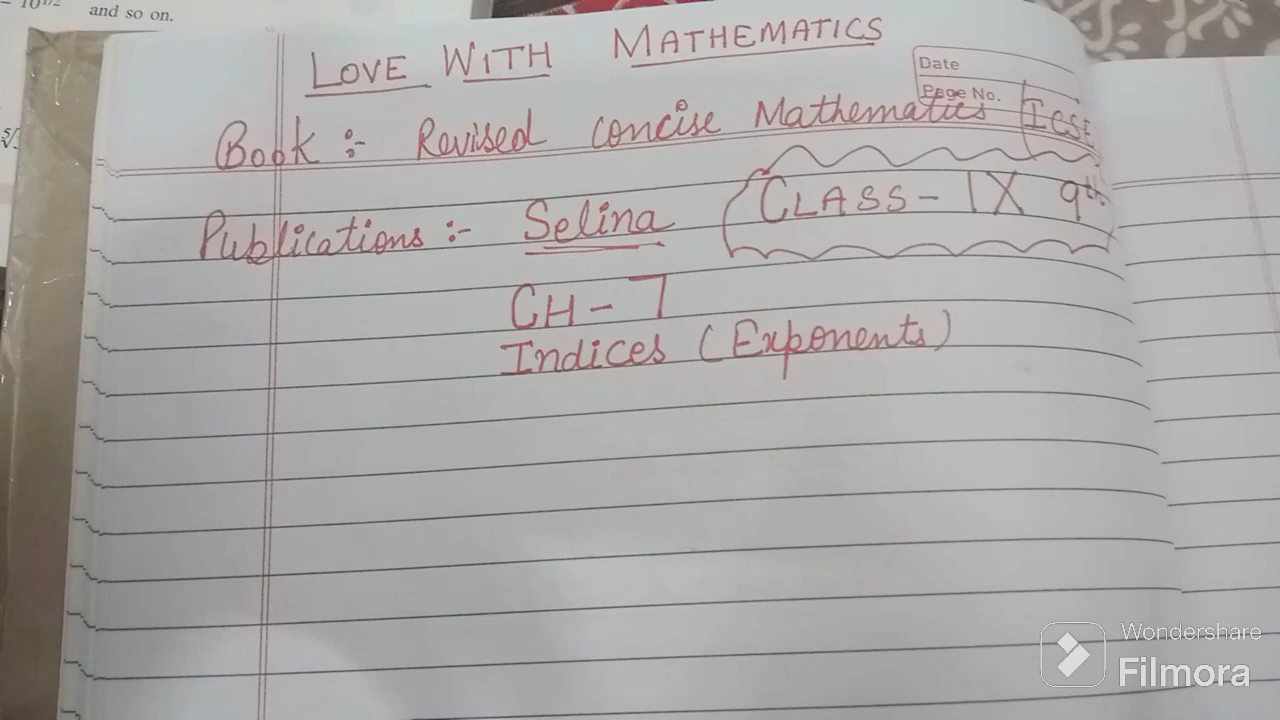 and so on.
LOVE WITH MATHEMATICS
Date
Page No.
Book :- Revised concise Mathematics ICSE
Publications :- Selina
CLASS - IX 9th
CH - 7
Indices (Exponents)
Wondershare
Filmora